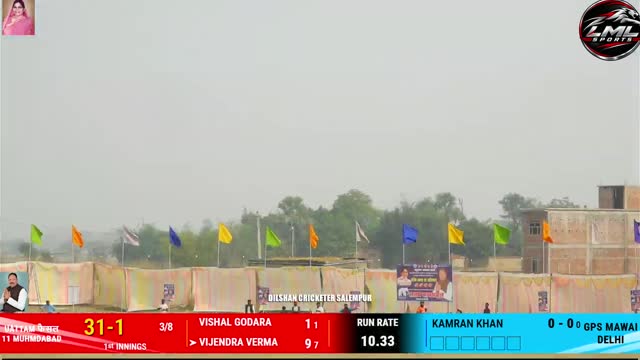 LML
SPORTS
DILSHAN CRICKETER SALEMPUR
11 MUHMDABAD
31-1
3/8
1ST INNINGS
VISHAL GODARA 1 1
VIJENDRA VERMA 9 7
RUN RATE
10.33
KAMRAN KHAN 0 - 0 0
GPS MAWAI
DELHI